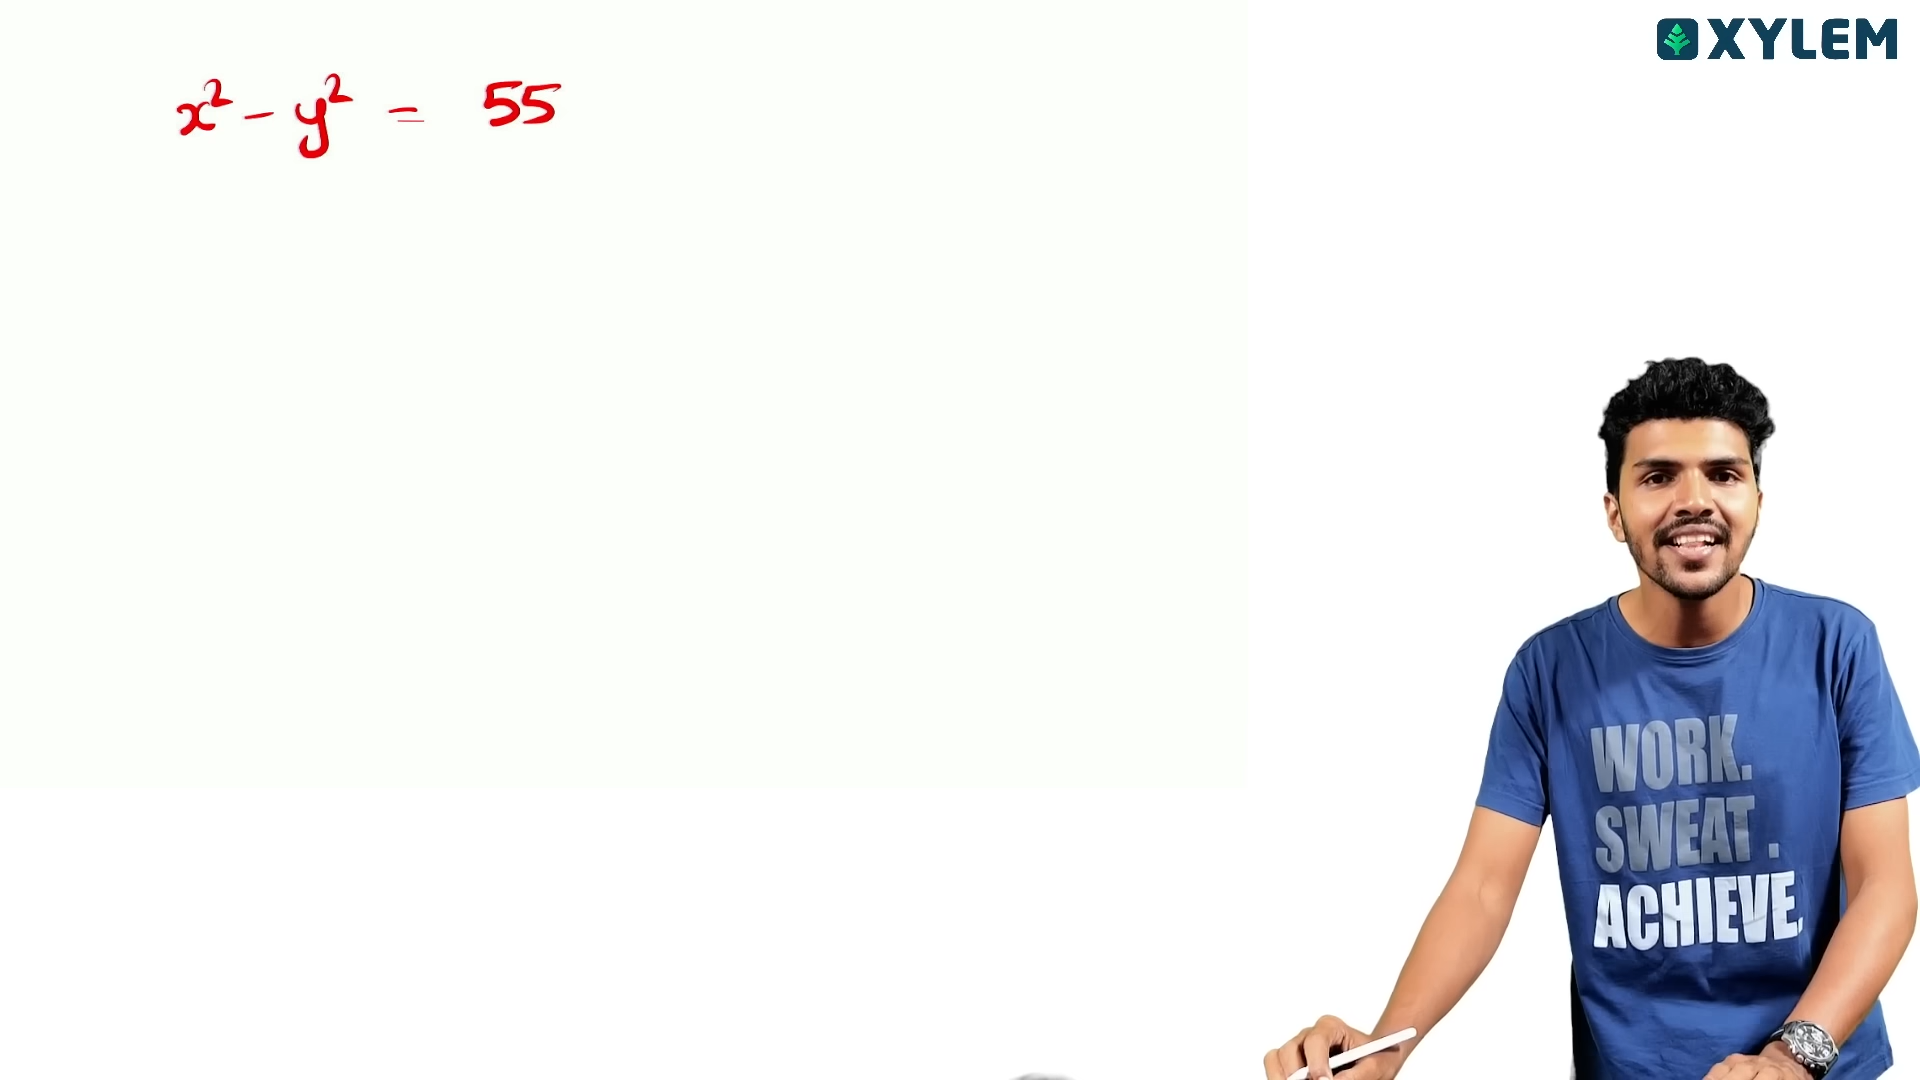 XYLEM
x² - y² = 55
WORK.
SWEAT .
ACHIEVE.